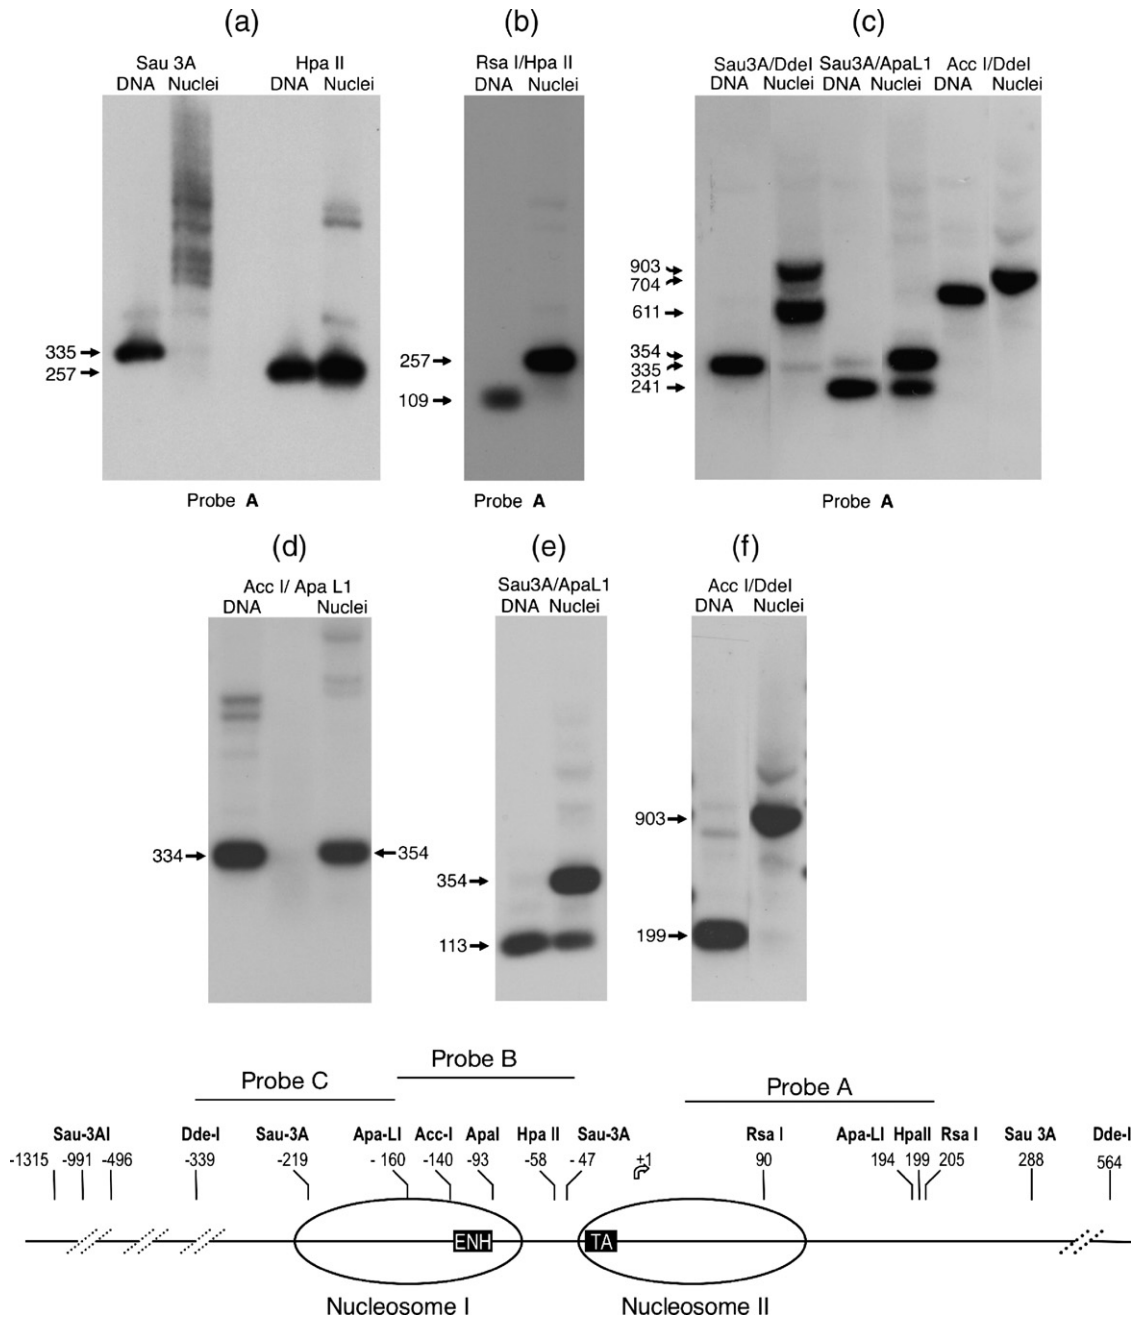 (a)
Sau 3A Hpa II
DNA Nuclei DNA Nuclei
335
257
Probe A
(b)
Rsa I/Hpa II
DNA Nuclei
257
109
Probe A
(c)
Sau3A/DdeI Sau3A/ApaL1 Acc I/DdeI
DNA Nuclei DNA Nuclei DNA Nuclei
903
704
611
354
335
241
Probe A
(d)
Acc I/ Apa L1
DNA Nuclei
334
354
(e)
Sau3A/ApaL1
DNA Nuclei
354
113
(f)
Acc I/DdeI
DNA Nuclei
903
199
Probe C Probe B Probe A
Sau-3AI Dde-I Sau-3A Apa-LI Acc-I ApaI Hpa II Sau-3A Rsa I Apa-LI HpaII Rsa I Sau 3A Dde-I
-1315 -991 -496 -339 -219 - 160 -140 -93 -58 - 47 +1 90 194 199 205 288 564
ENH TA
Nucleosome I Nucleosome II